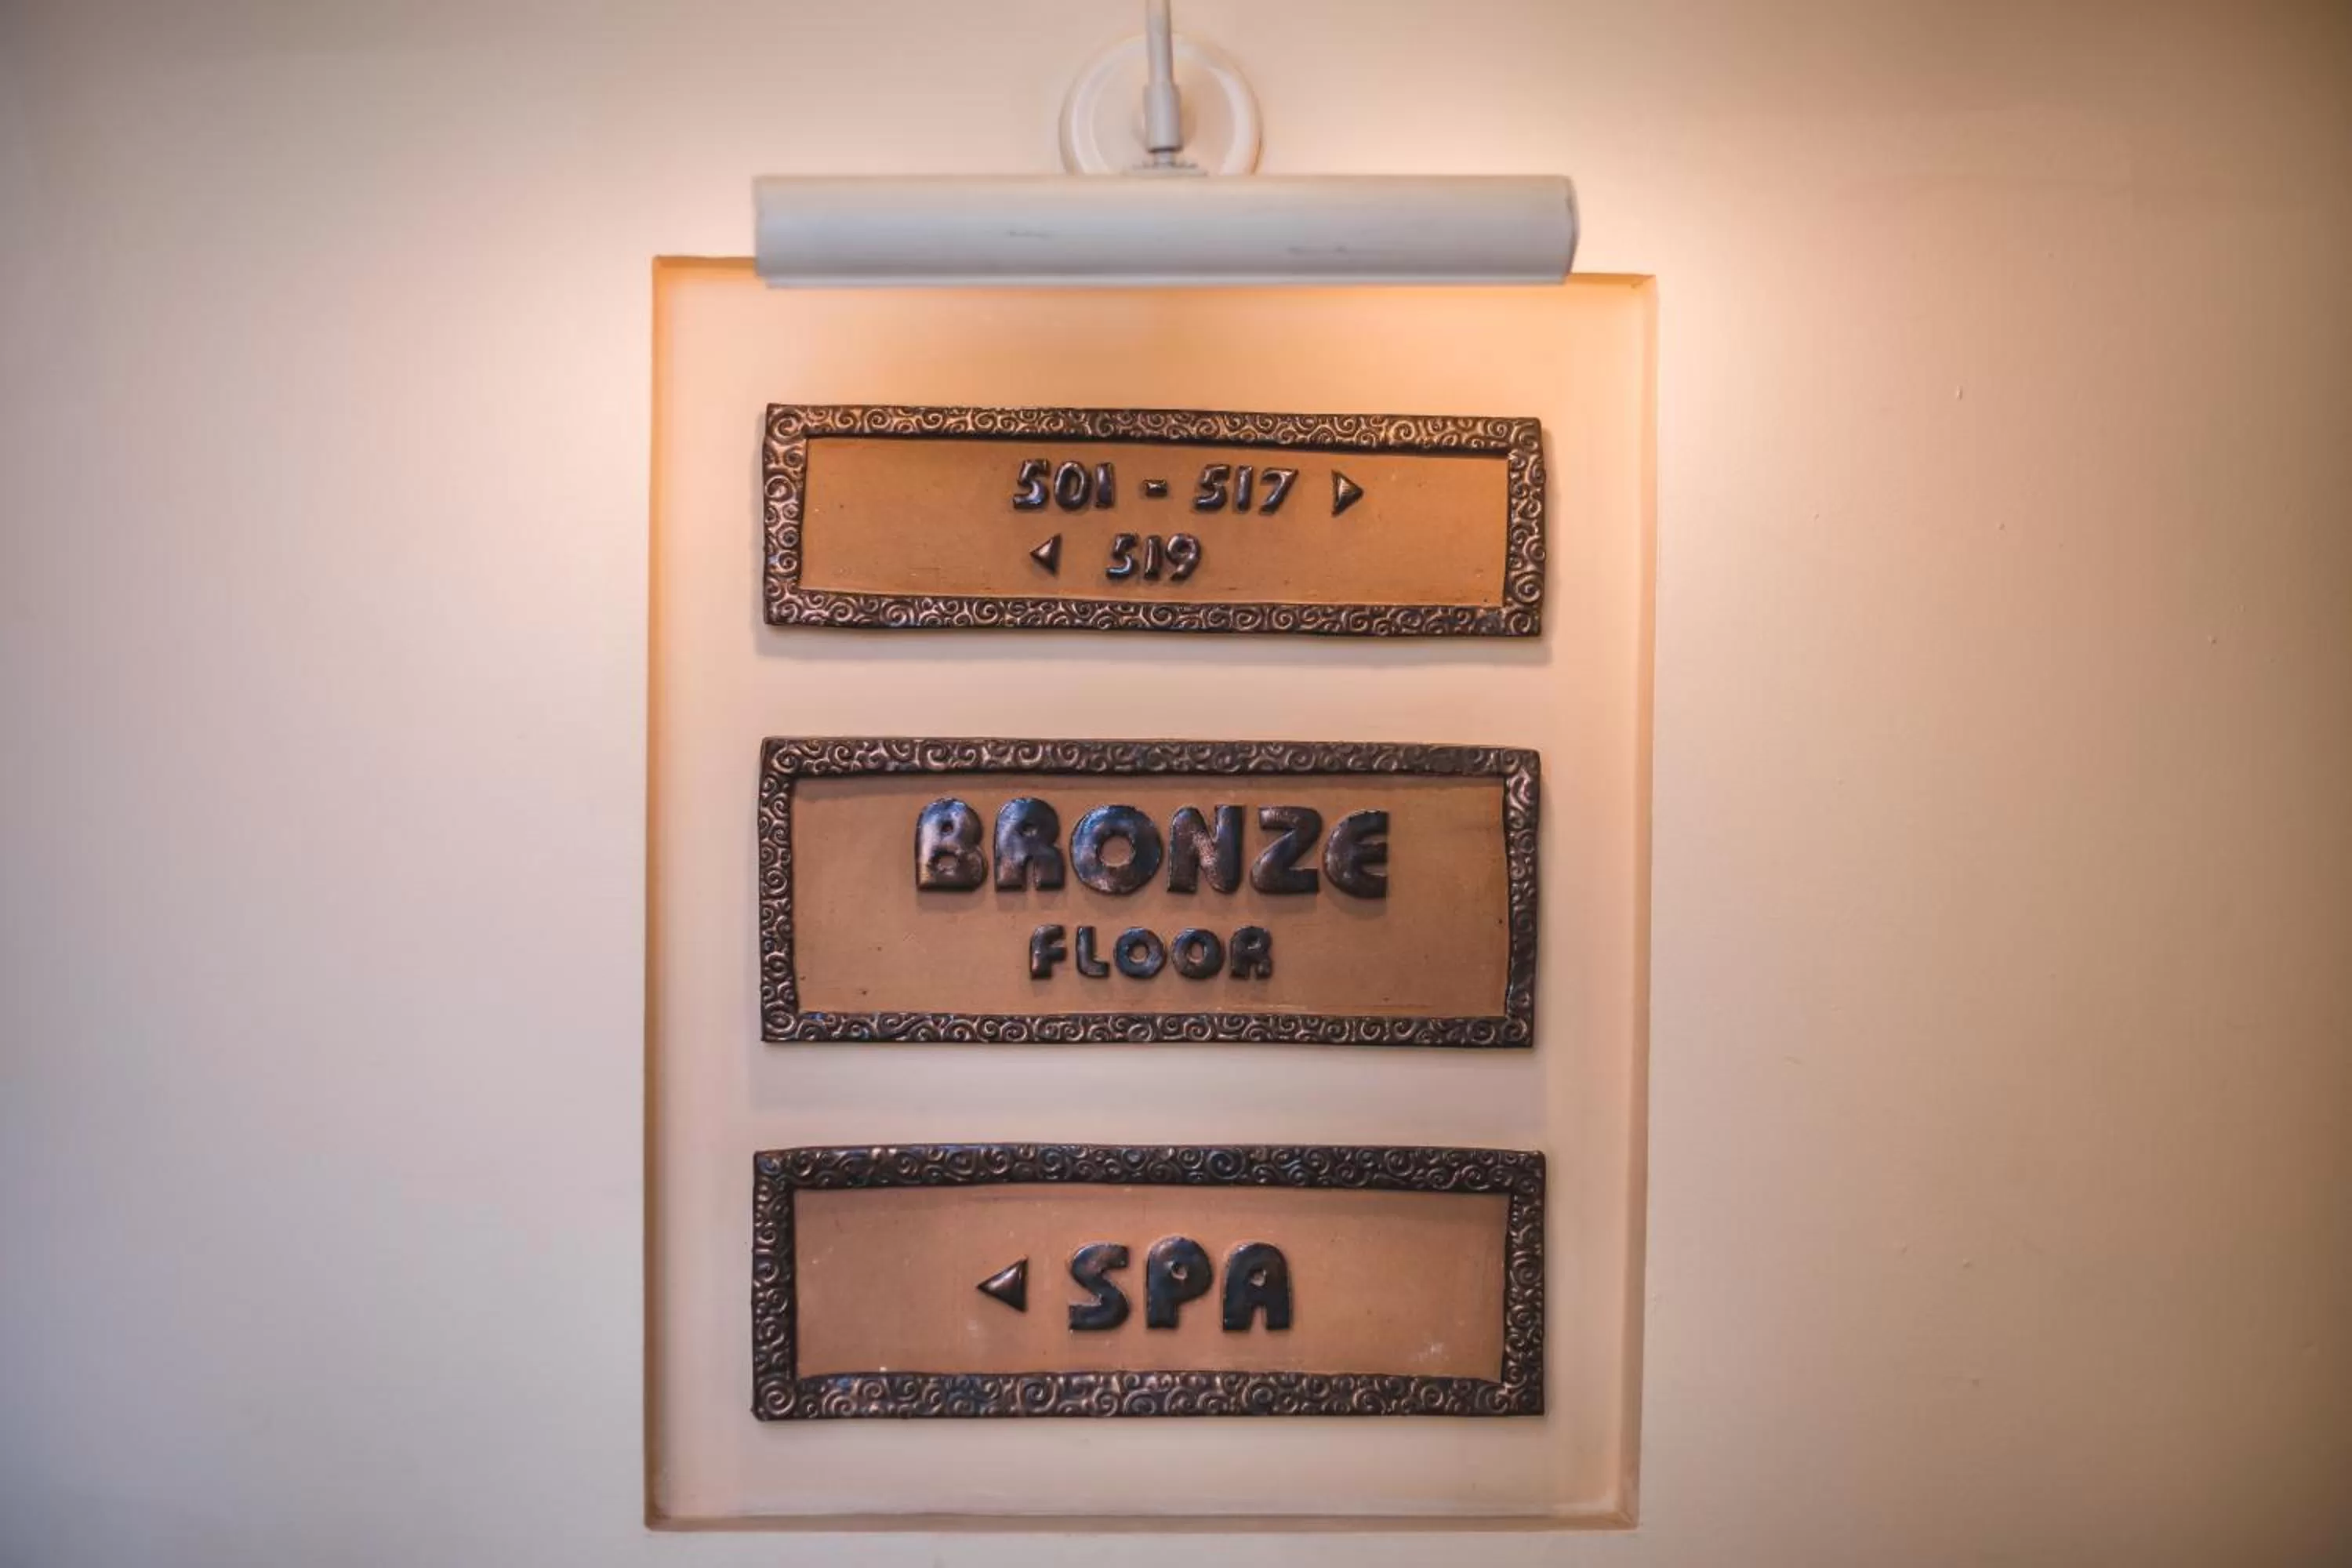 501 - 517 ▶
◀ 519
BRONZE
FLOOR
◀ SPA